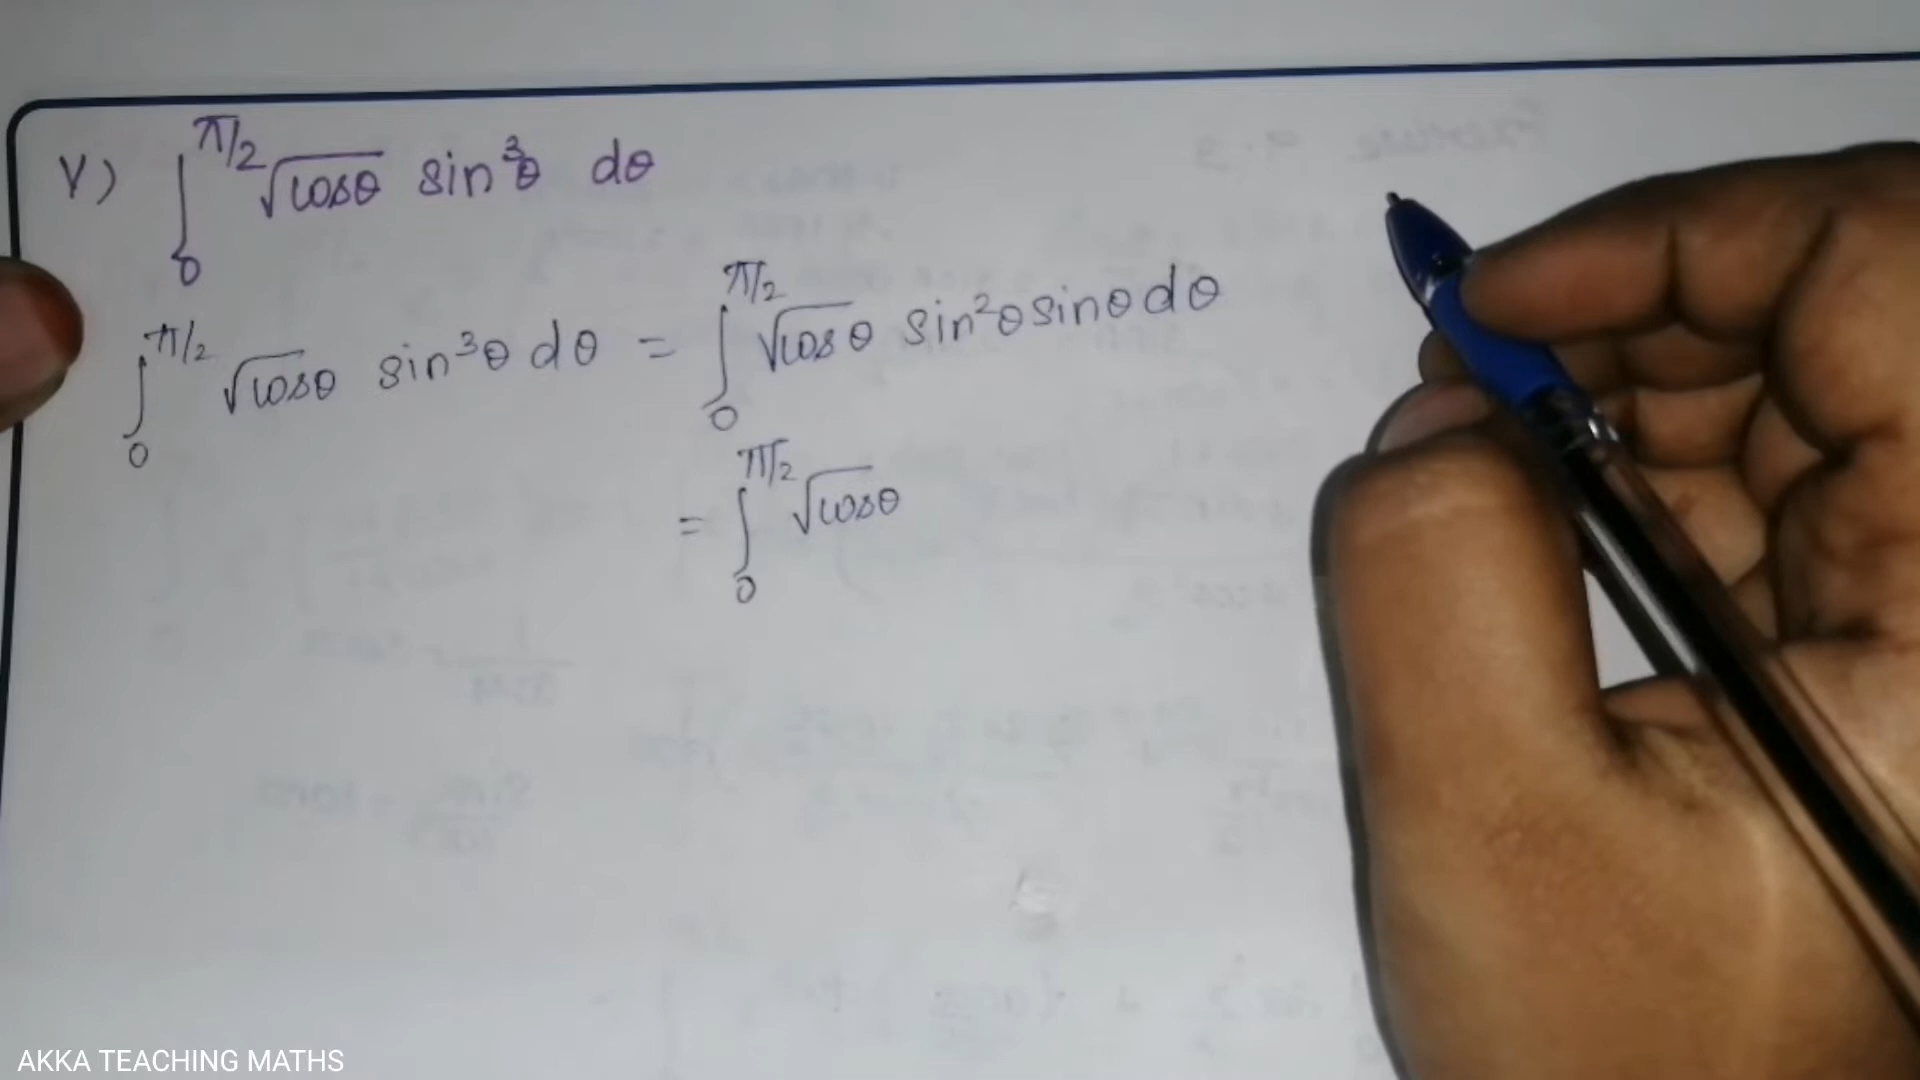 V) ∫₀^π/2 √cosθ sin³θ dθ
∫₀^π/2 √cosθ sin³θ dθ = ∫₀^π/2 √cosθ sin²θ sinθ dθ
= ∫₀^π/2 √cosθ
AKKA TEACHING MATHS